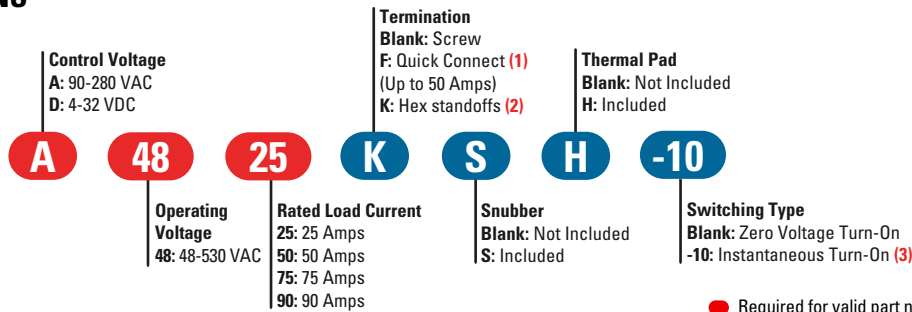 Termination
Blank: Screw
F: Quick Connect (1)
(Up to 50 Amps)
K: Hex standoffs (2)
Control Voltage
A: 90-280 VAC
D: 4-32 VDC
Thermal Pad
Blank: Not Included
H: Included
A 48 25 K S H -10
Operating
Voltage
48: 48-530 VAC
Rated Load Current
25: 25 Amps
50: 50 Amps
75: 75 Amps
90: 90 Amps
Snubber
Blank: Not Included
S: Included
Switching Type
Blank: Zero Voltage Turn-On
-10: Instantaneous Turn-On (3)
Required for valid part n